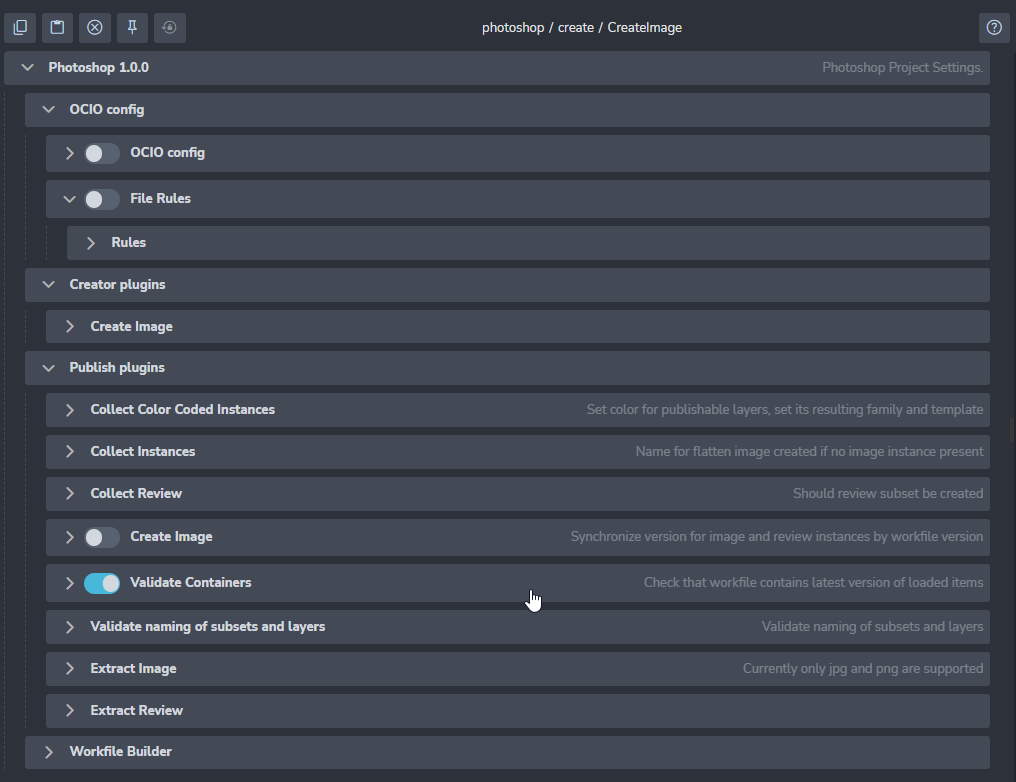 photoshop / create / CreateImage
Photoshop 1.0.0 Photoshop Project Settings.
OCIO config
OCIO config
File Rules
Rules
Creator plugins
Create Image
Publish plugins
Collect Color Coded Instances Set color for publishable layers, set its resulting family and template
Collect Instances Name for flatten image created if no image instance present
Collect Review Should review subset be created
Create Image Synchronize version for image and review instances by workfile version
Validate Containers Check that workfile contains latest version of loaded items
Validate naming of subsets and layers Validate naming of subsets and layers
Extract Image Currently only jpg and png are supported
Extract Review
Workfile Builder